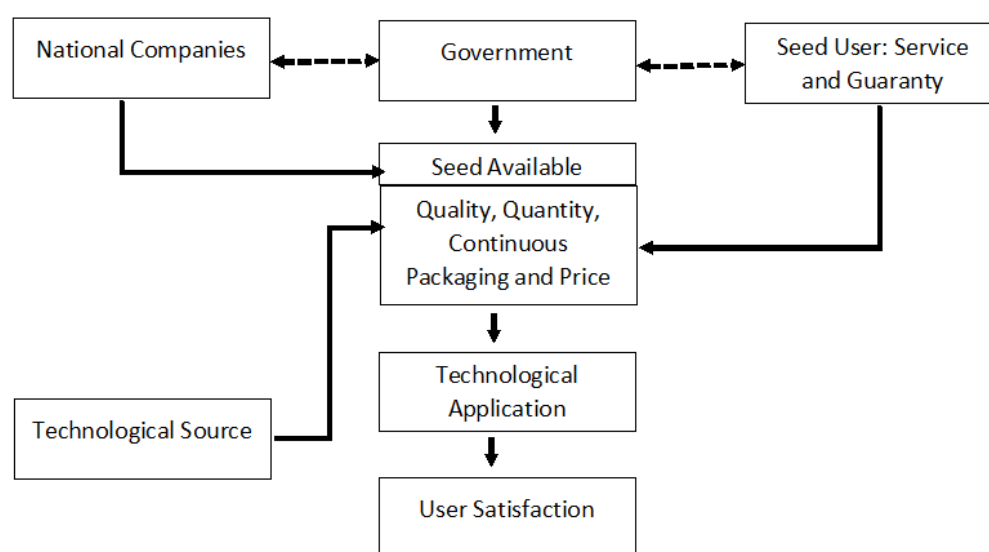 National Companies
Government
Seed User: Service
and Guaranty
Seed Available
Quality, Quantity,
Continuous
Packaging and Price
Technological
Application
Technological Source
User Satisfaction